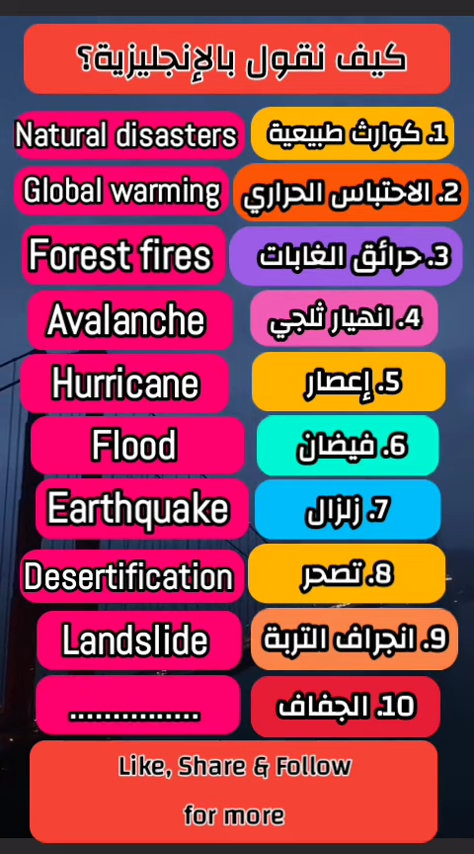 كيف نقول بالإنجليزية؟
Natural disasters 1. كوارث طبيعية
Global warming 2. الاحتباس الحراري
Forest fires 3. حرائق الغابات
Avalanche 4. انهيار ثلجي
Hurricane 5. إعصار
Flood 6. فيضان
Earthquake 7. زلزال
Desertification 8. تصحر
Landslide 9. انجراف التربة
............... 10. الجفاف
Like, Share & Follow
for more